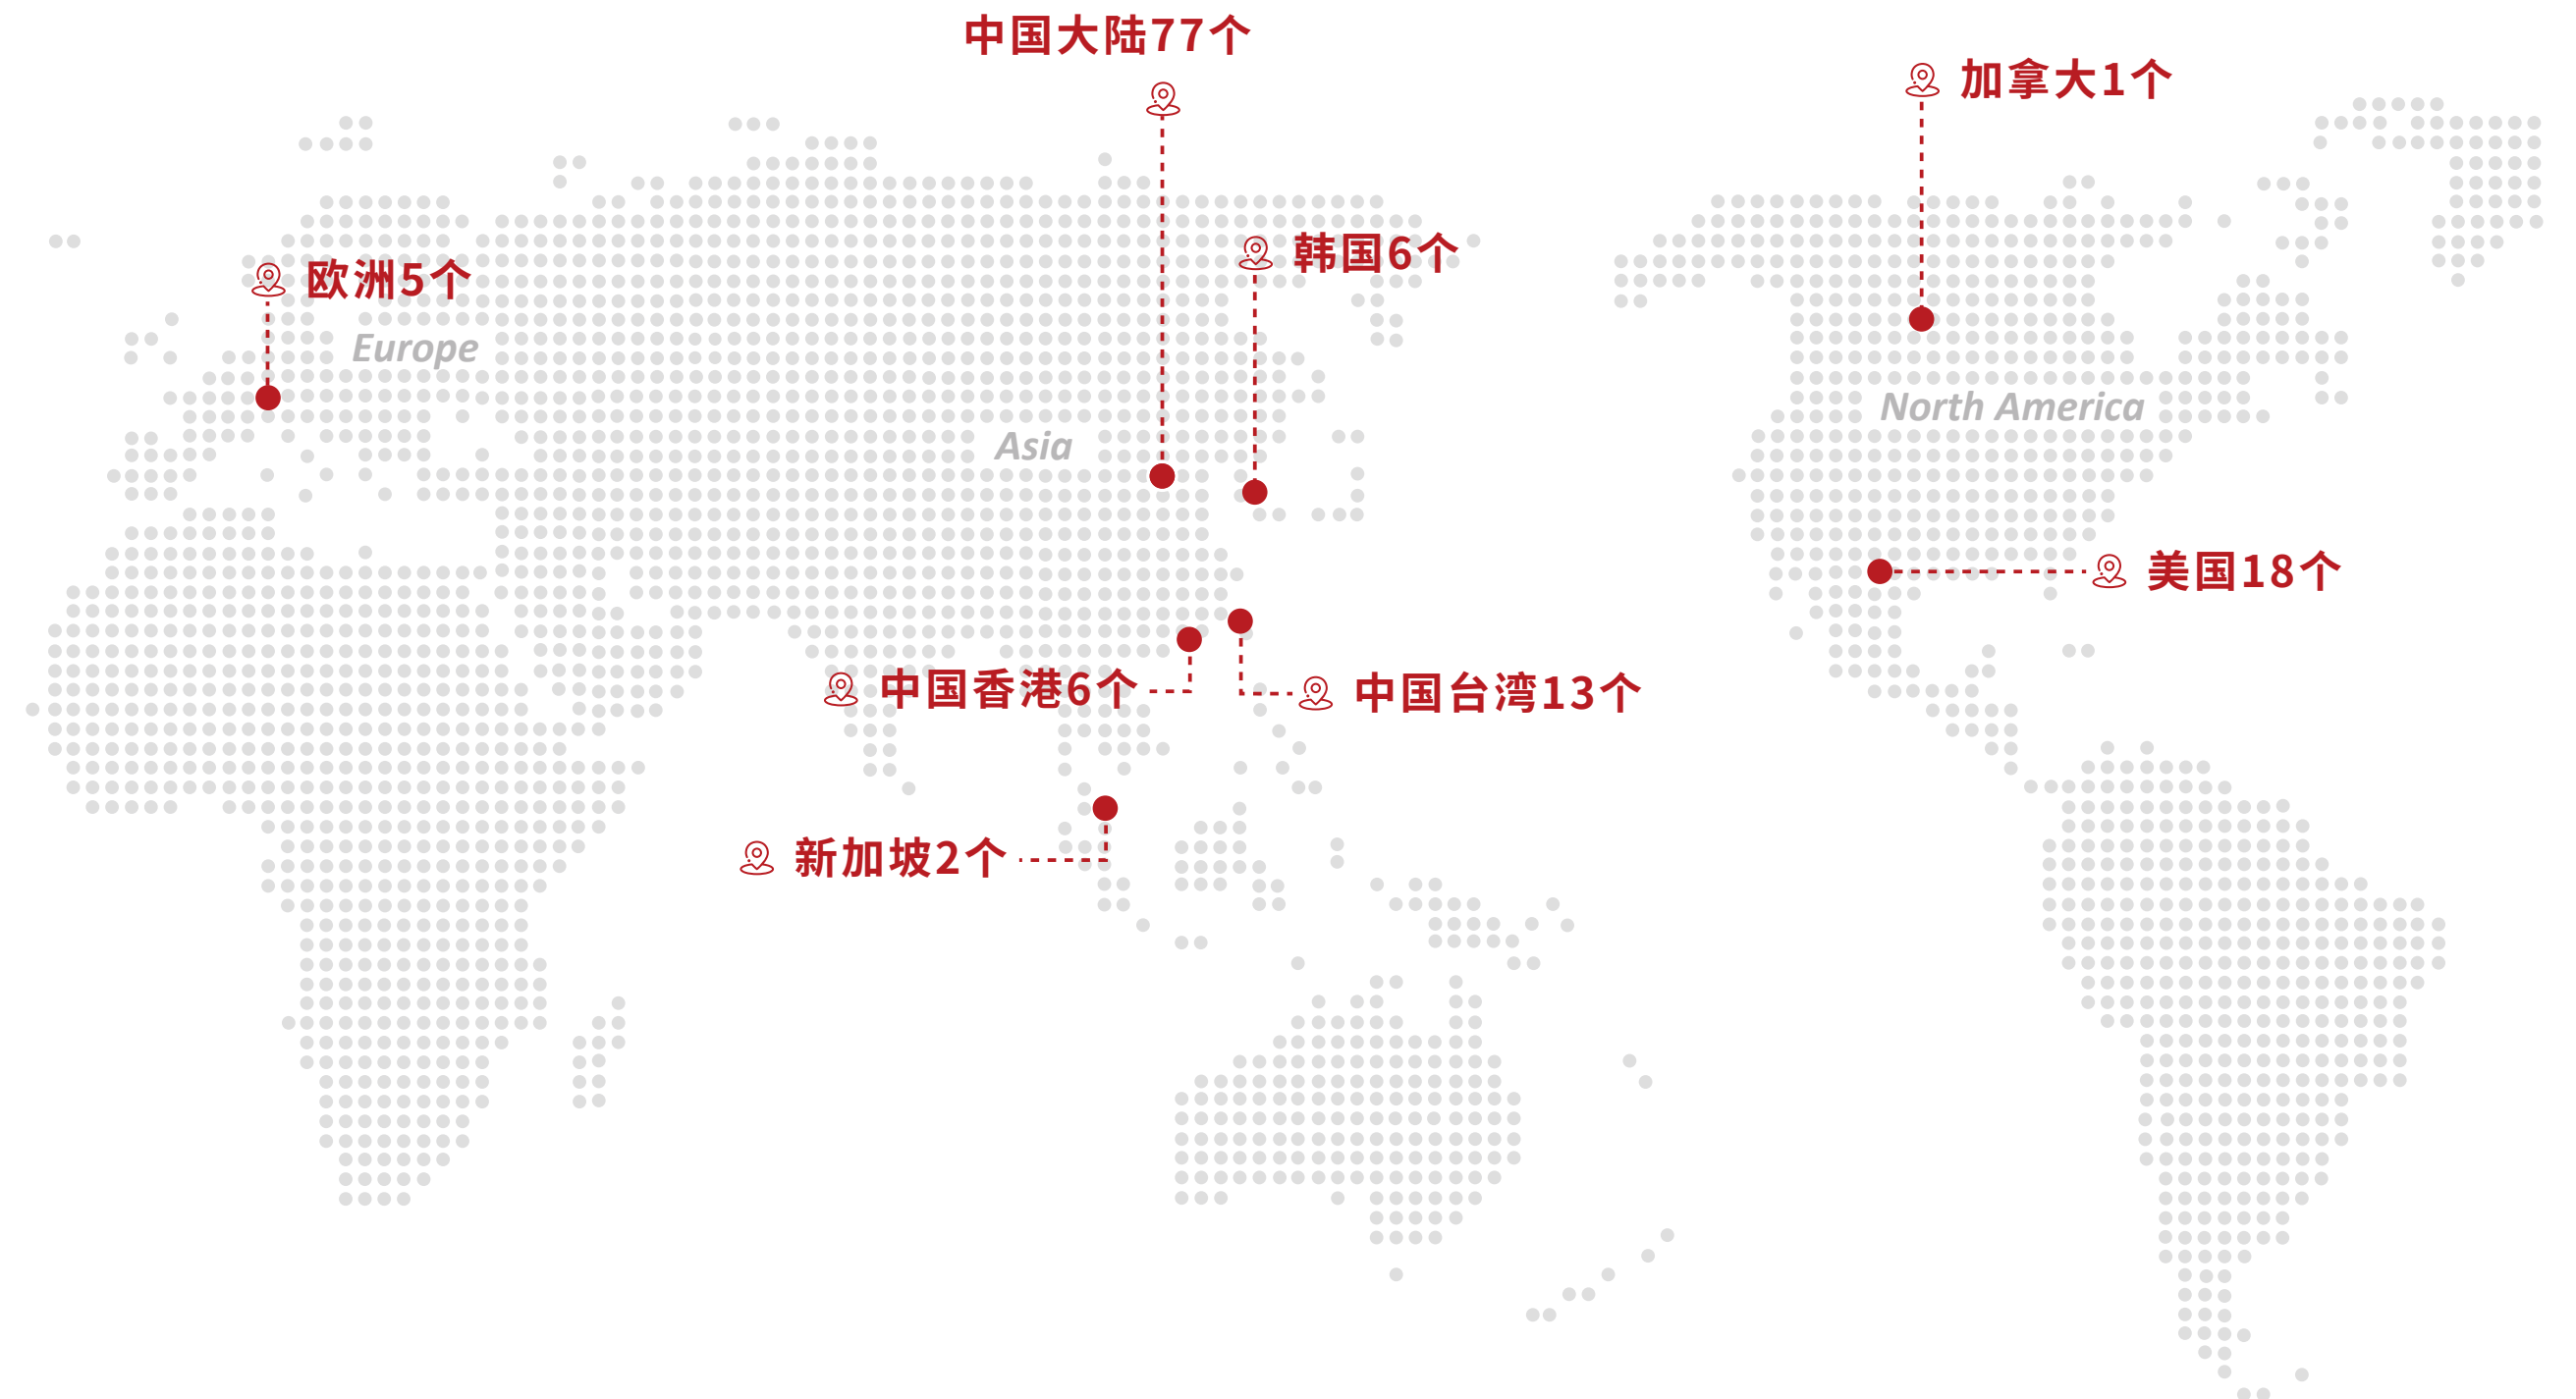 中国大陆77个
加拿大1个
韩国6个
欧洲5个
Europe
North America
Asia
美国18个
中国香港6个
中国台湾13个
新加坡2个